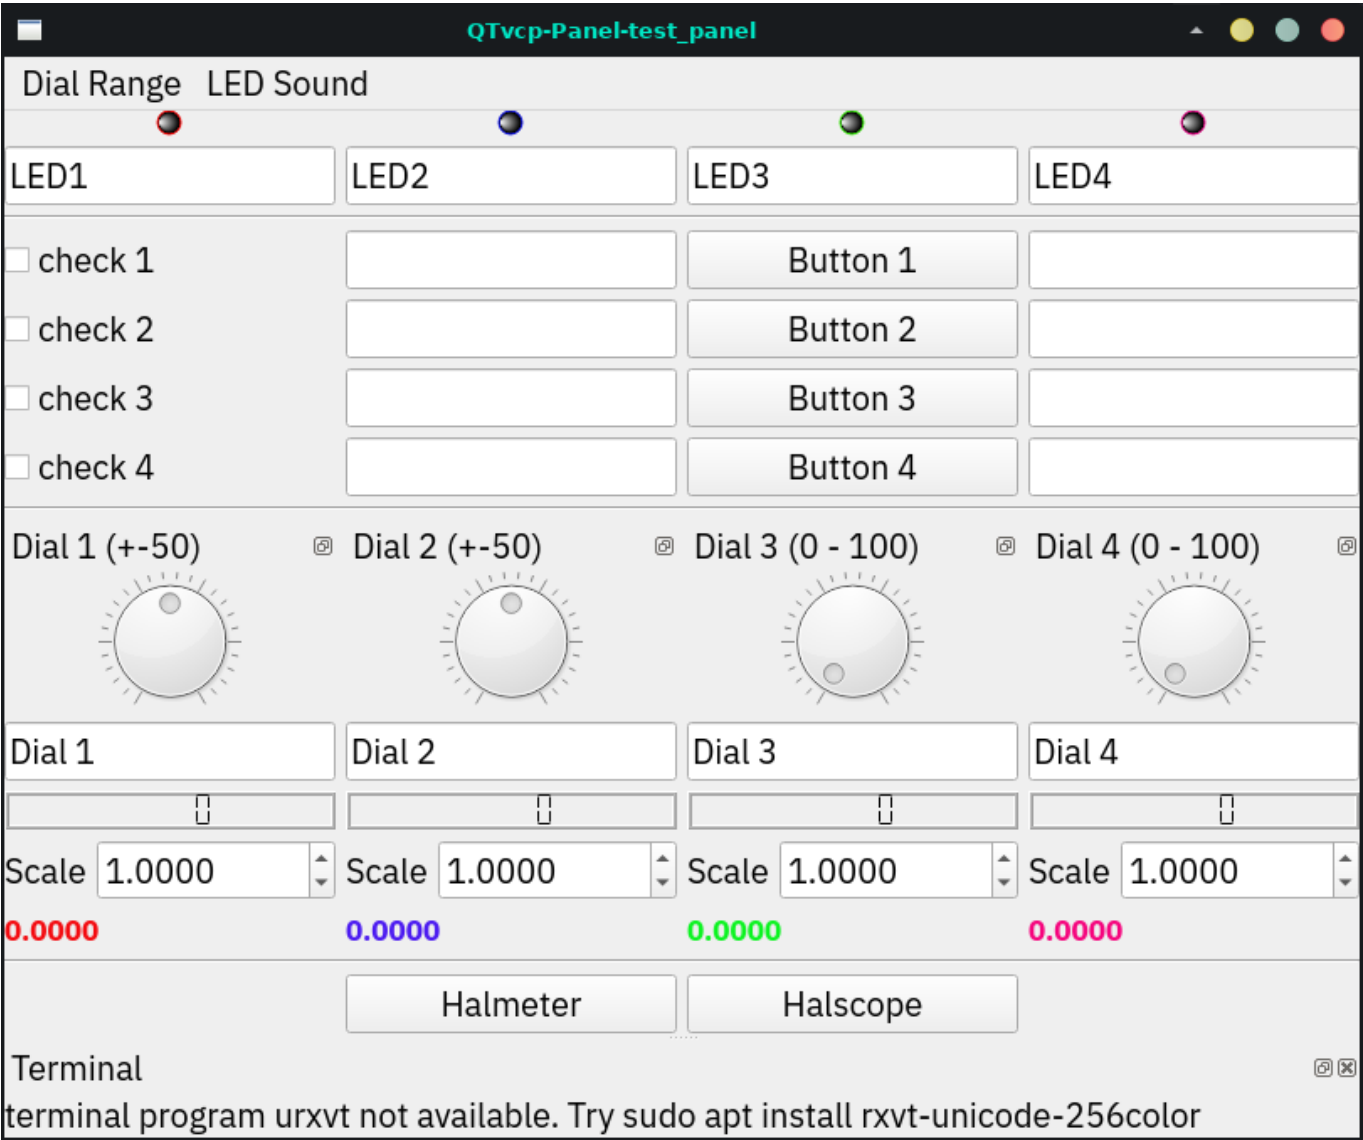 QTvcp-Panel-test_panel
Dial Range LED Sound
LED1 LED2 LED3 LED4
check 1 Button 1
check 2 Button 2
check 3 Button 3
check 4 Button 4
Dial 1 (+-50) Dial 2 (+-50) Dial 3 (0 - 100) Dial 4 (0 - 100)
Dial 1 Dial 2 Dial 3 Dial 4
0 0 0 0
Scale 1.0000 Scale 1.0000 Scale 1.0000 Scale 1.0000
0.0000 0.0000 0.0000 0.0000
Halmeter Halscope
Terminal
terminal program urxvt not available. Try sudo apt install rxvt-unicode-256color